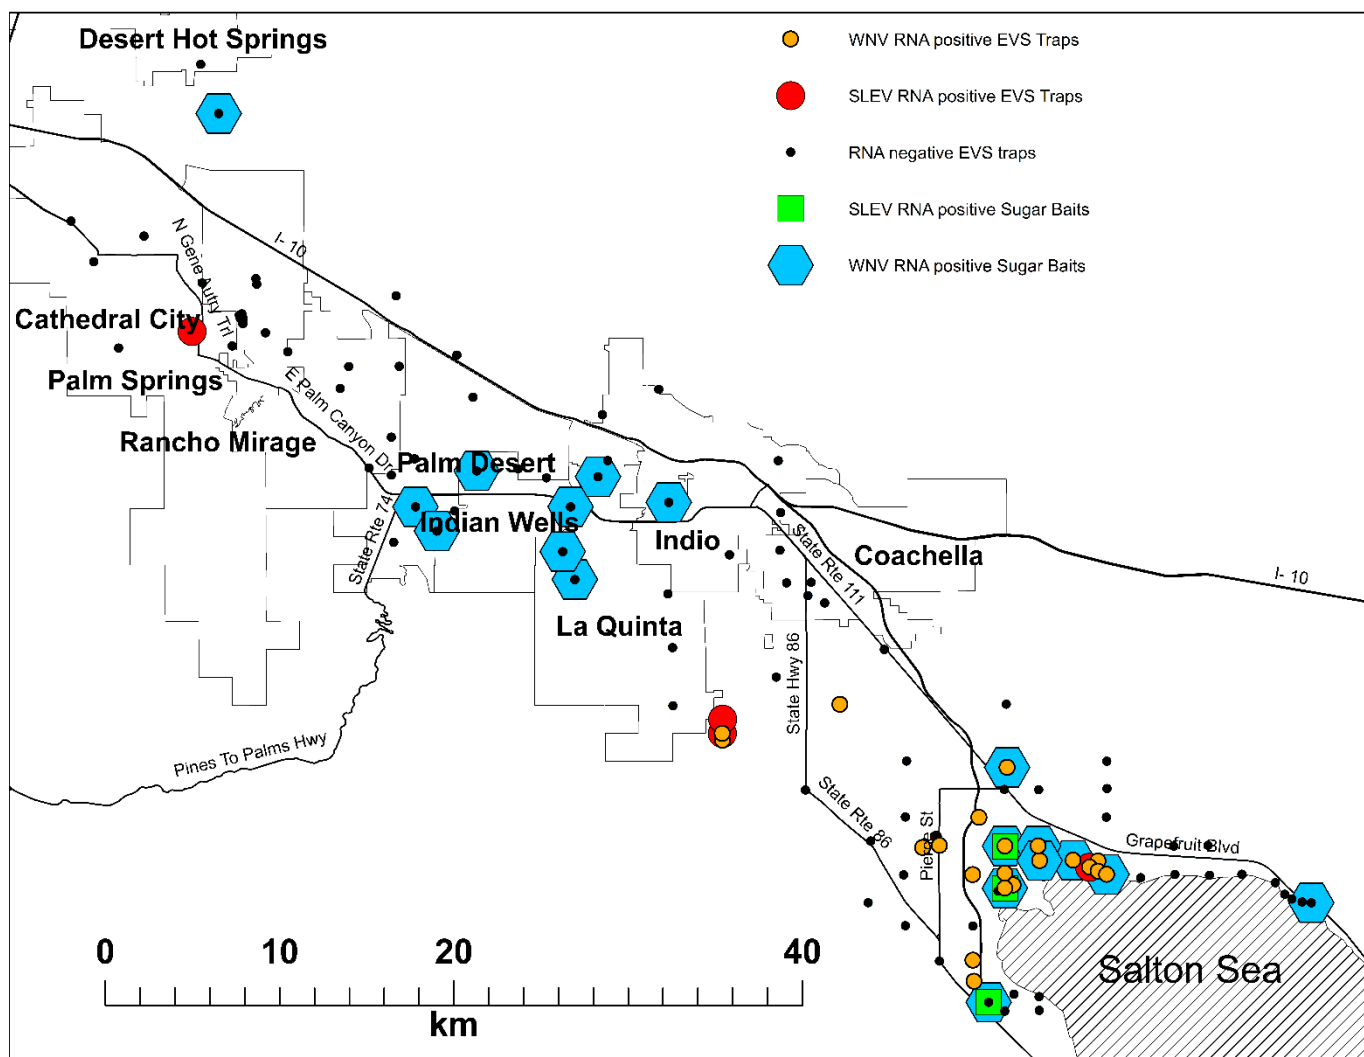 Desert Hot Springs
WNV RNA positive EVS Traps
SLEV RNA positive EVS Traps
RNA negative EVS traps
SLEV RNA positive Sugar Baits
WNV RNA positive Sugar Baits
I- 10
N Gene Autry Trl
Cathedral City
Palm Springs
E Palm Canyon Dr
Rancho Mirage
Palm Desert
State Rte 74
Indian Wells
Indio
State Rte 111
Coachella
I- 10
La Quinta
State Hwy 86
Pines To Palms Hwy
State Rte 86
Pierce St
Grapefruit Blvd
0
10
20
40
km
Salton Sea